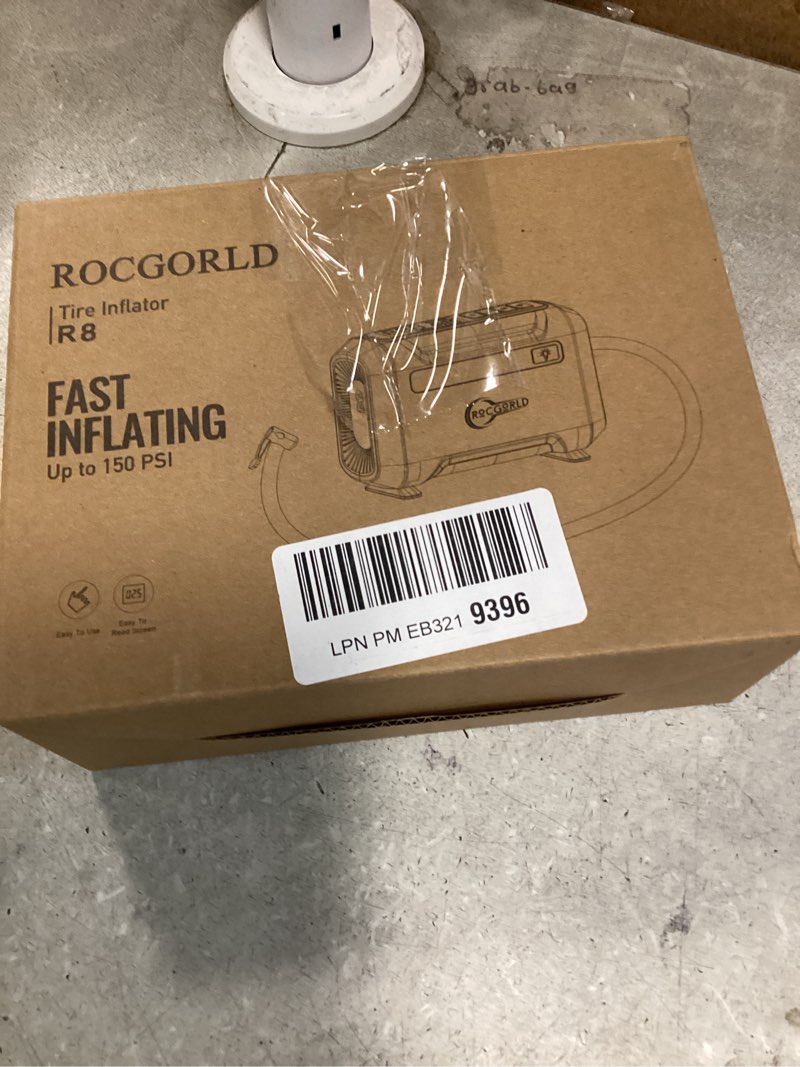 grab-bag
ROCGORLD
Tire Inflator
R8
FAST
INFLATING
Up to 150 PSI
ROCGORLD
025
Easy To Use
Easy To
Read Screen
LPN PM EB321 9396